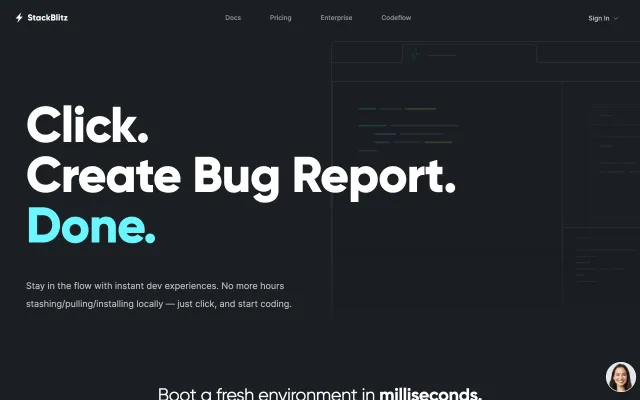 StackBlitz
Docs
Pricing
Enterprise
Codeflow
Sign In
Click.
Create Bug Report.
Done.
Stay in the flow with instant dev experiences. No more hours
stashing/pulling/installing locally — just click, and start coding.
Boot a fresh environment in milliseconds.